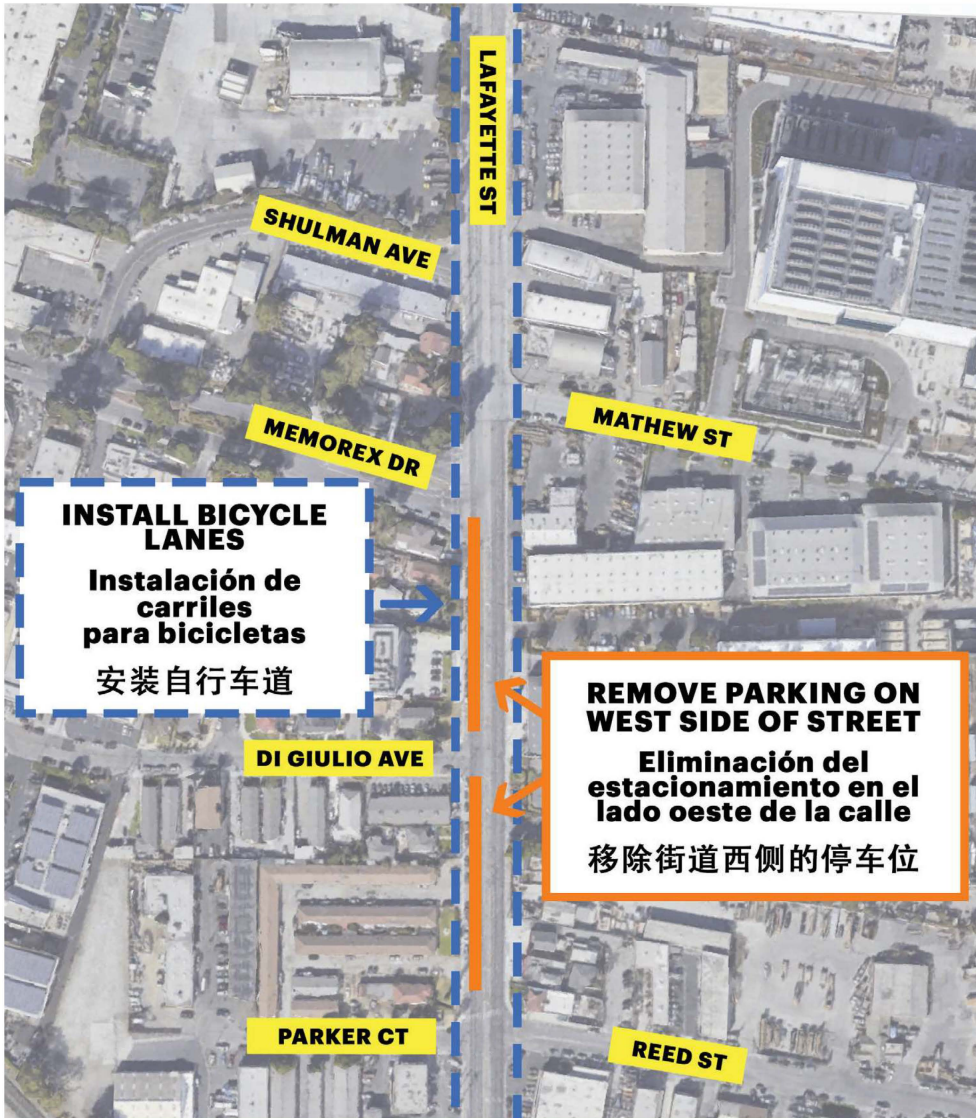 LAFAYETTE ST
SHULMAN AVE
MEMOREX DR
MATHEW ST
INSTALL BICYCLE
LANES
Instalación de
carriles
para bicicletas
安装自行车道
REMOVE PARKING ON
WEST SIDE OF STREET
Eliminación del
estacionamiento en el
lado oeste de la calle
移除街道西侧的停车位
DI GIULIO AVE
PARKER CT
REED ST